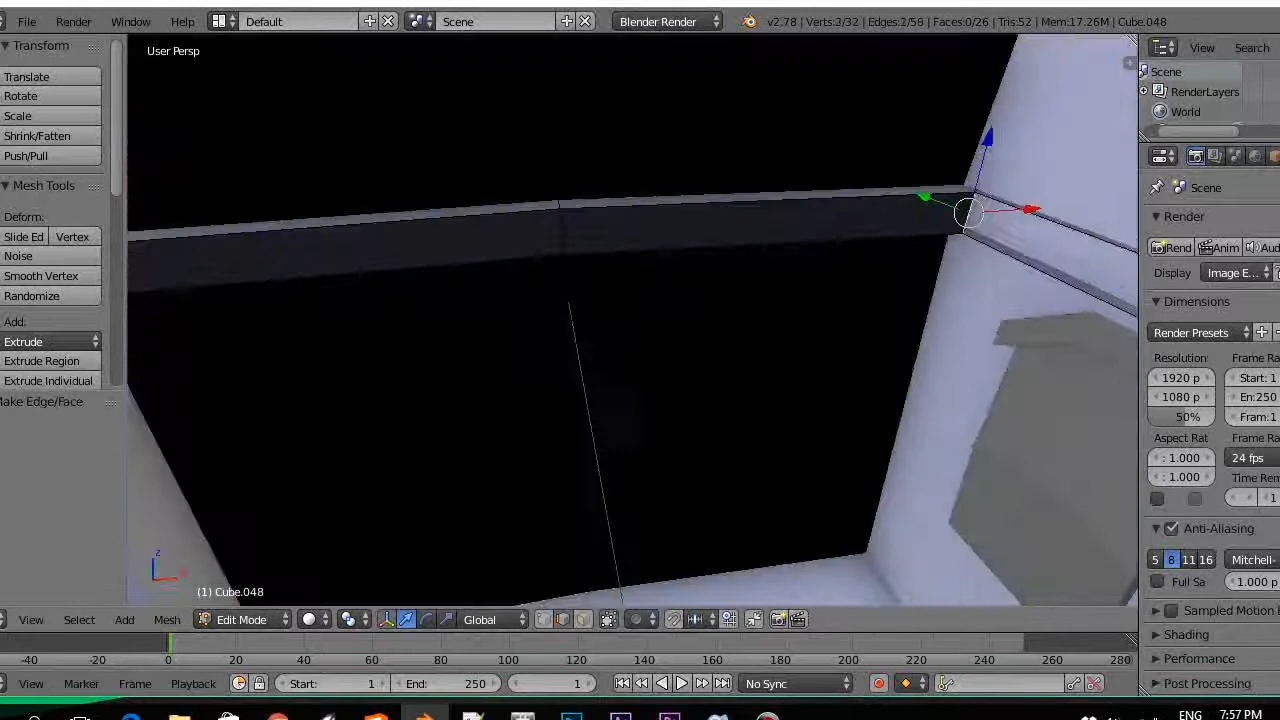 File Render Window Help Default Scene Blender Render v2.78 | Verts:2/32 | Edges:2/56 | Faces:0/26 | Tris:52 | Mem:17.26M | Cube.048
Transform
User Persp
View Search
Translate
Scene
Rotate
RenderLayers
Scale
World
Shrink/Fatten
Push/Pull
Mesh Tools
Scene
Deform:
Render
Slide Ed Vertex
Noise
Rend Anim Aud
Smooth Vertex
Display Image E...
Randomize
Dimensions
Add:
Render Presets
Extrude
Extrude Region
Resolution: Frame Ra
Extrude Individual
1920 p Start: 1
Make Edge/Face
1080 p En:250
50% Fram:1
Aspect Rat Frame Ra
: 1.000 24 fps
: 1.000 Time Rem
1
Anti-Aliasing
z
5 8 11 16 Mitchell-
Full Sa 1.000 p
(1) Cube.048
View Select Add Mesh Edit Mode Global
Sampled Motion
Shading
-40 -20 0 20 40 60 80 100 120 140 160 180 200 220 240 260 280
Performance
View Marker Frame Playback Start: 1 End: 250 1 No Sync
Post Processing
ENG 7:57 PM